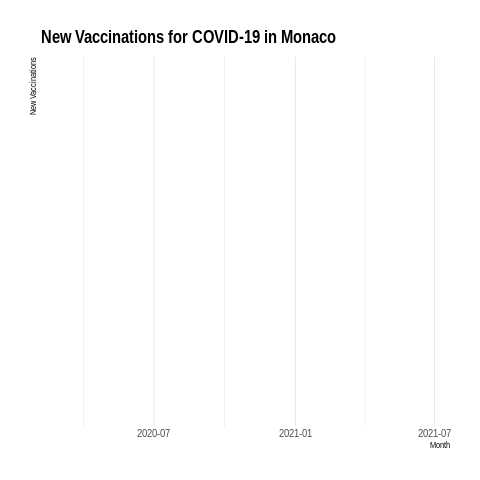 New Vaccinations for COVID-19 in Monaco
New Vaccinations
2020-07 2021-01 2021-07
Month